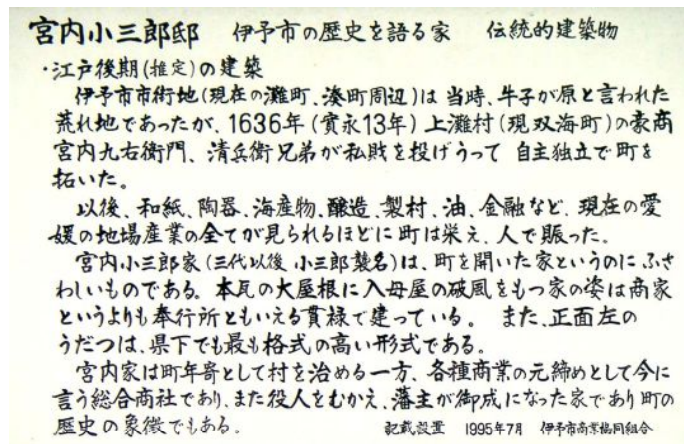 宮内小三郎邸 伊予市の歴史を語る家 伝統的建築物
・江戸後期(推定)の建築
伊予市市街地(現在の灘町、湊町周辺)は当時、牛子が原と言われた
荒れ地であったが、1636年(寛永13年)上灘村(現双海町)の豪商
宮内九右衛門、清兵衛兄弟が私財を投げうって 自主独立で町を
拓いた。
以後、和紙、陶器、海産物、醸造、製材、油、金融など、現在の愛
媛の地場産業の全てが見られるほどに町は栄え、人で賑った。
宮内小三郎家(三代以後 小三郎襲名)は、町を開いた家というのにふさ
わしいものである。本瓦の大屋根に入母屋の破風をもつ家の姿は商家
というよりも奉行所ともいえる貫禄で建っている。 また、正面左の
うだつは、県下でも最も格式の高い形式である。
宮内家は町年寄として村を治める一方、各種商業の元締めとして今に
言う総合商社であり、また役人をむかえ、藩主が御成になった家であり町の
歴史の象徴でもある。 記載設置 1995年7月 伊予市商業協同組合